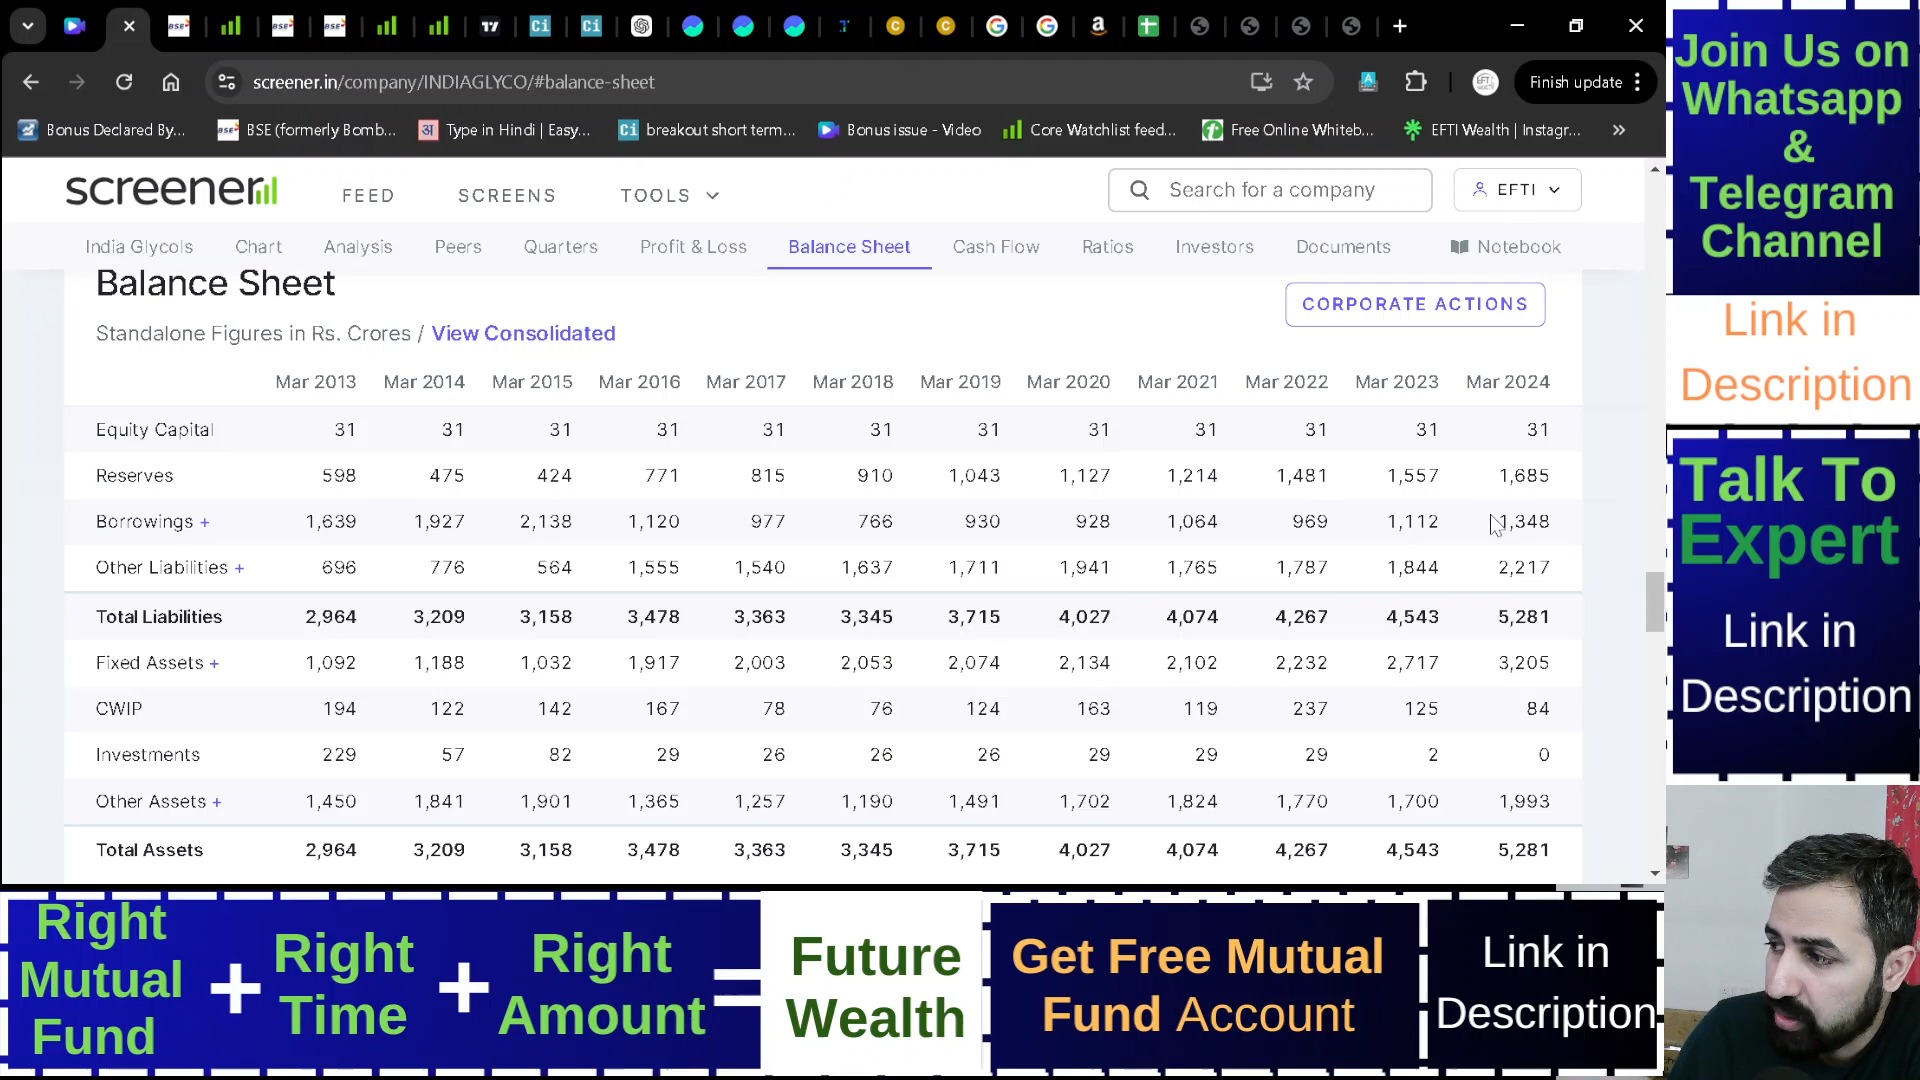 screener.in/company/INDIAGLYCO/#balance-sheet
Finish update
Bonus Declared By...
BSE (formerly Bomb...
Type in Hindi | Easy...
breakout short term...
Bonus issue - Video
Core Watchlist feed...
Free Online Whiteb...
EFTI Wealth | Instagr...
screener
FEED
SCREENS
TOOLS
Search for a company
EFTI
India Glycols
Chart
Analysis
Peers
Quarters
Profit & Loss
Balance Sheet
Cash Flow
Ratios
Investors
Documents
Notebook
Balance Sheet
CORPORATE ACTIONS
Standalone Figures in Rs. Crores / View Consolidated
Mar 2013 Mar 2014 Mar 2015 Mar 2016 Mar 2017 Mar 2018 Mar 2019 Mar 2020 Mar 2021 Mar 2022 Mar 2023 Mar 2024
Equity Capital 31 31 31 31 31 31 31 31 31 31 31 31
Reserves 598 475 424 771 815 910 1,043 1,127 1,214 1,481 1,557 1,685
Borrowings + 1,639 1,927 2,138 1,120 977 766 930 928 1,064 969 1,112 1,348
Other Liabilities + 696 776 564 1,555 1,540 1,637 1,711 1,941 1,765 1,787 1,844 2,217
Total Liabilities 2,964 3,209 3,158 3,478 3,363 3,345 3,715 4,027 4,074 4,267 4,543 5,281
Fixed Assets + 1,092 1,188 1,032 1,917 2,003 2,053 2,074 2,134 2,102 2,232 2,717 3,205
CWIP 194 122 142 167 78 76 124 163 119 237 125 84
Investments 229 57 82 29 26 26 26 29 29 29 2 0
Other Assets + 1,450 1,841 1,901 1,365 1,257 1,190 1,491 1,702 1,824 1,770 1,700 1,993
Total Assets 2,964 3,209 3,158 3,478 3,363 3,345 3,715 4,027 4,074 4,267 4,543 5,281
Join Us on
Whatsapp
&
Telegram
Channel
Link in
Description
Talk To
Expert
Link in
Description
Right
Mutual
Fund
+
Right
Time
+
Right
Amount
=
Future
Wealth
Get Free Mutual
Fund Account
Link in
Description